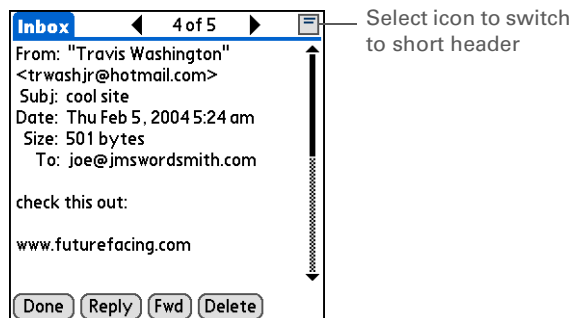 Inbox 4 of 5
Select icon to switch
to short header
From: "Travis Washington"
<trwashjr@hotmail.com>
Subj: cool site
Date: Thu Feb 5, 2004 5:24 am
Size: 501 bytes
To: joe@jmswordsmith.com
check this out:
www.futurefacing.com
Done Reply Fwd Delete